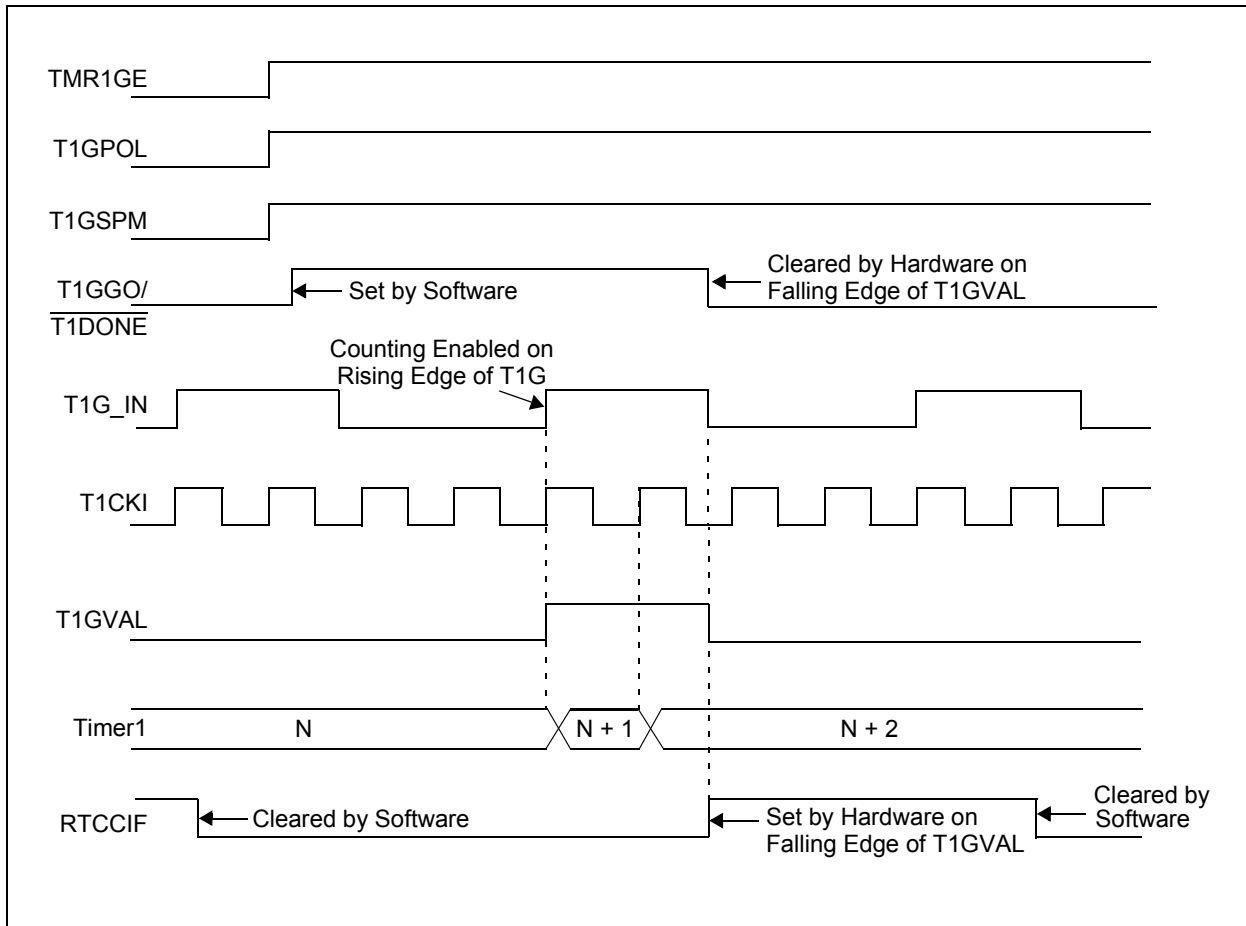 TMR1GE
T1GPOL
T1GSPM
T1GGO/
T1DONE
Set by Software
Cleared by Hardware on
Falling Edge of T1GVAL
Counting Enabled on
Rising Edge of T1G
T1G_IN
T1CKI
T1GVAL
Timer1
N
N + 1
N + 2
RTCCIF
Cleared by Software
Set by Hardware on
Falling Edge of T1GVAL
Cleared by
Software